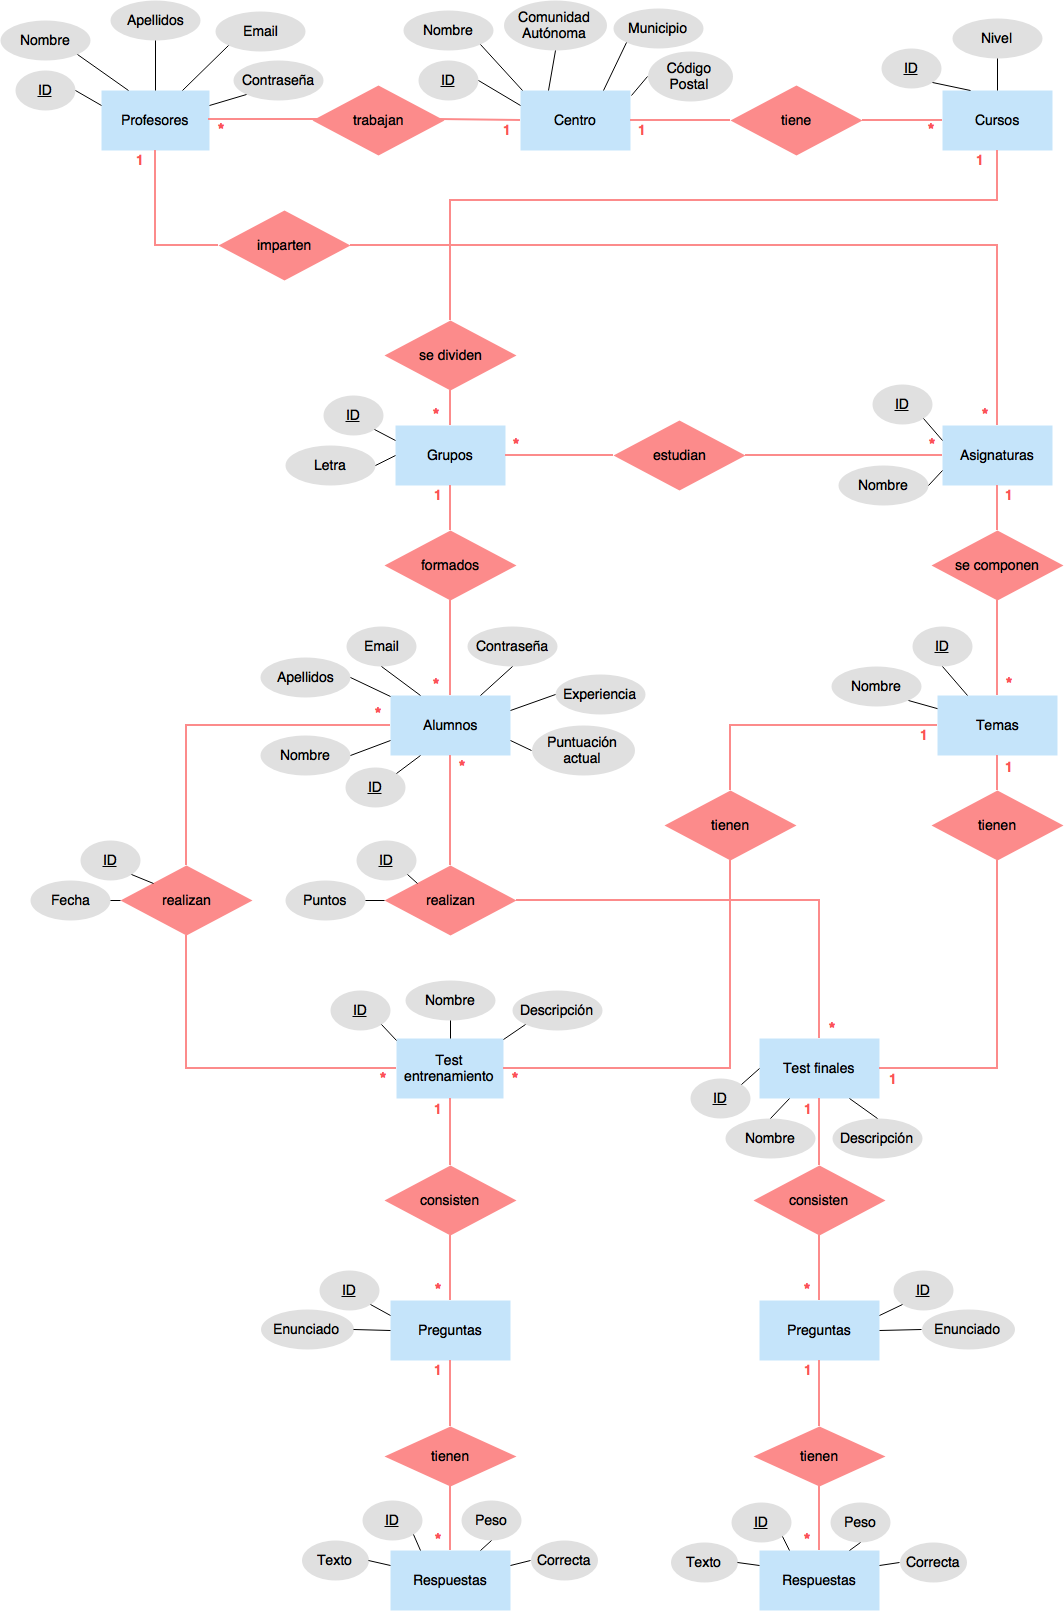 Apellidos
Nombre
Email
ID
Contraseña
Profesores
*
1
trabajan
1
Nombre
Comunidad
Autónoma
Municipio
ID
Código
Postal
Centro
1
tiene
*
Nivel
ID
Cursos
1
imparten
se dividen
*
*
ID
Letra
Grupos
*
1
estudian
*
ID
Nombre
Asignaturas
1
formados
*
se componen
*
Email
Contraseña
Apellidos
Experiencia
Nombre
Puntuación
actual
ID
Alumnos
*
*
ID
Nombre
Temas
1
1
tienen
tienen
ID
Fecha
realizan
ID
Puntos
realizan
*
ID
Nombre
Descripción
Test
entrenamiento
*
*
1
Test finales
1
1
ID
Nombre
Descripción
consisten
*
consisten
*
ID
Enunciado
Preguntas
1
ID
Enunciado
Preguntas
1
tienen
*
tienen
*
ID
Peso
Texto
Correcta
Respuestas
ID
Peso
Texto
Correcta
Respuestas